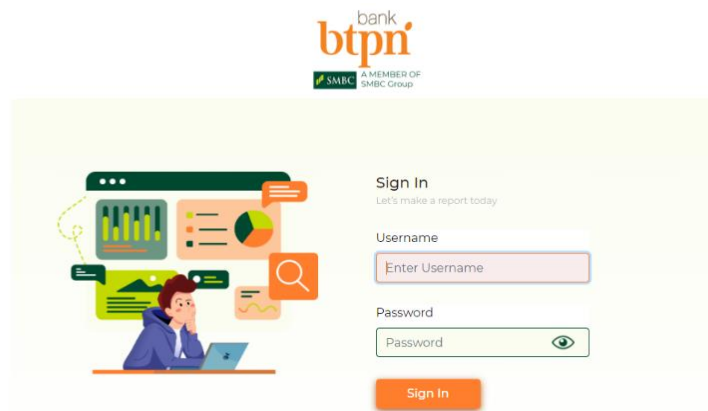 bank
btpn
SMBC
A MEMBER OF
SMBC Group
Sign In
Let's make a report today
Username
Enter Username
Password
Password
Sign In